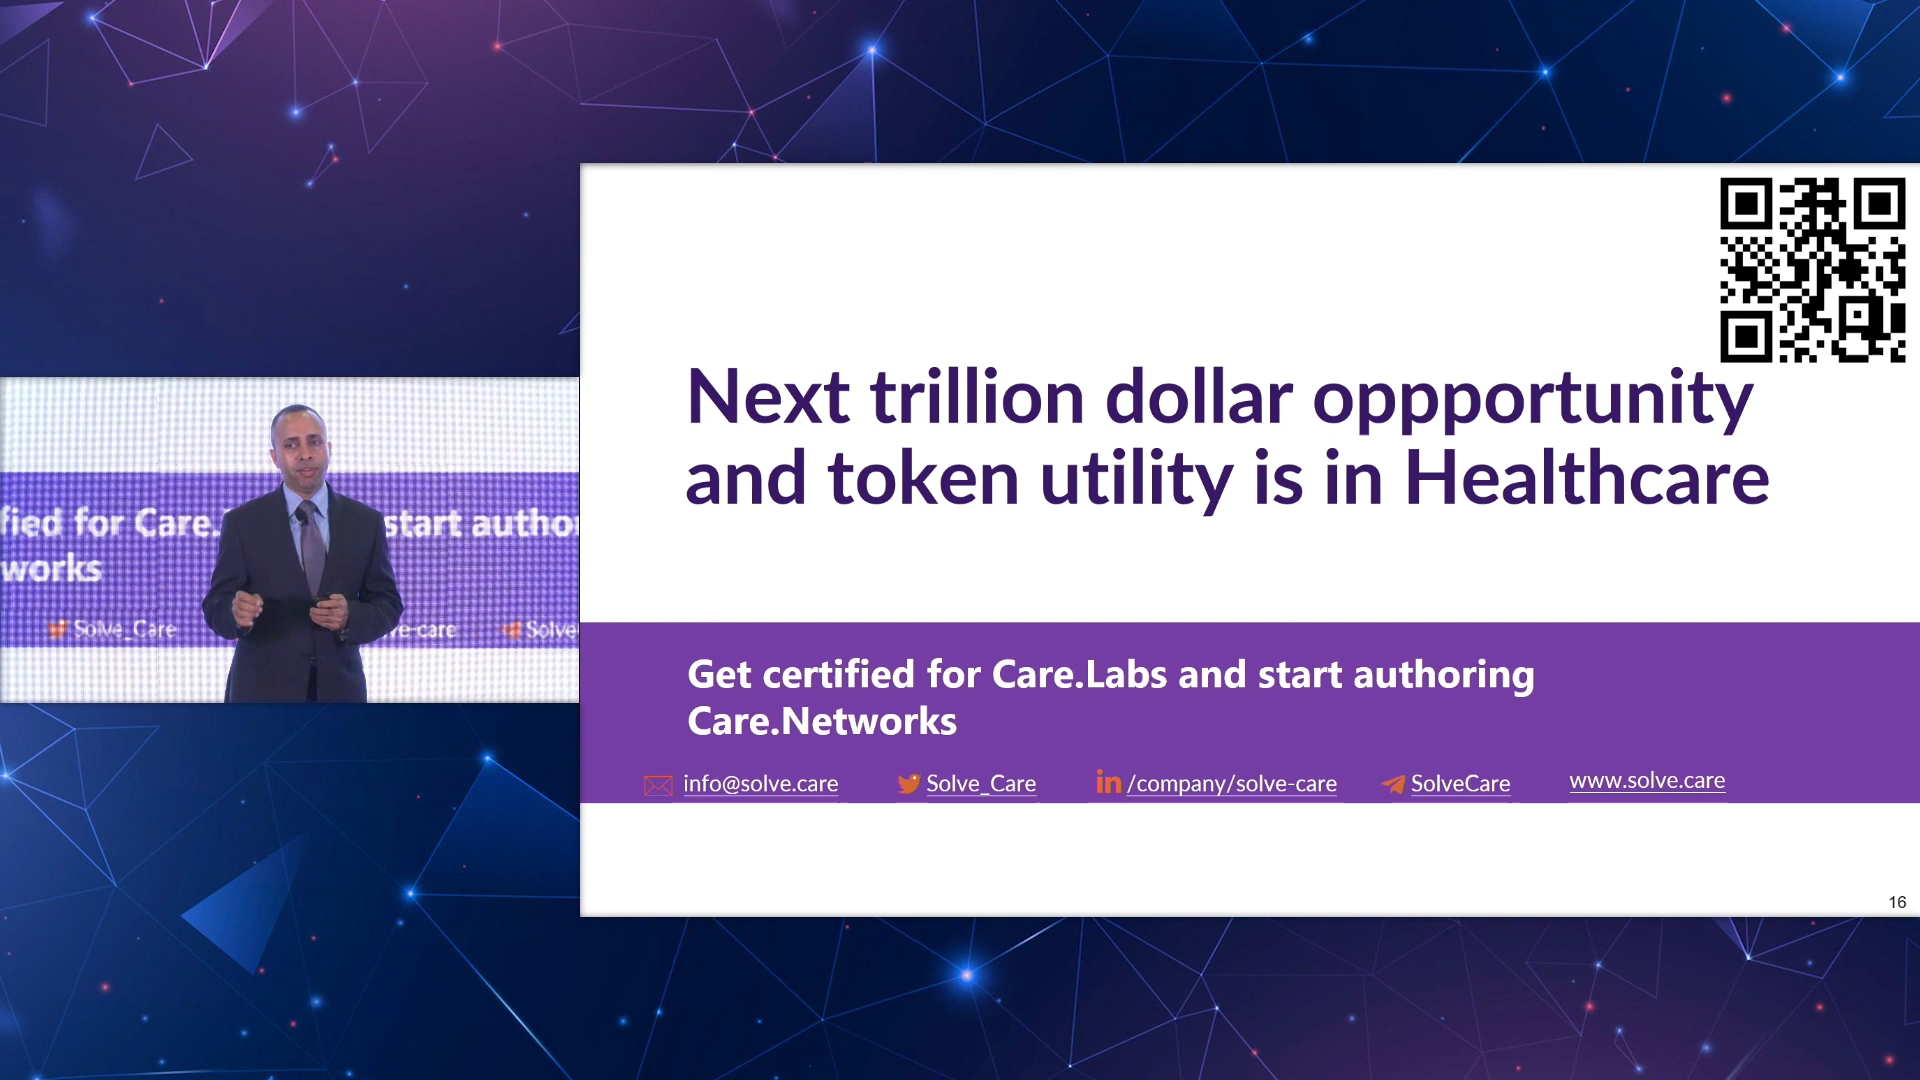 fied for Care. start autho
works
Solve_Care ve-care Solve
Next trillion dollar oppportunity
and token utility is in Healthcare
Get certified for Care.Labs and start authoring
Care.Networks
info@solve.care Solve_Care in /company/solve-care SolveCare www.solve.care
16